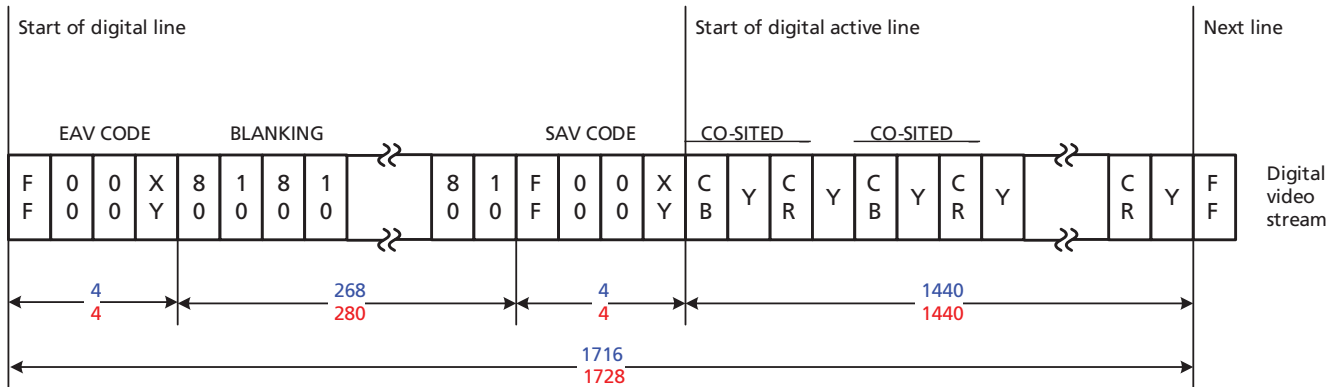 Start of digital line
Start of digital active line
Next line
EAV CODE
BLANKING
SAV CODE
CO-SITED
CO-SITED
F F
0 0
0 0
X Y
8 0
1 0
8 0
1 0
8 0
1 0
F F
0 0
0 0
X Y
C B
Y
C R
Y
C B
Y
C R
Y
C R
Y
F F
Digital
video
stream
4
268
4
1440
4
280
4
1440
1716
1728